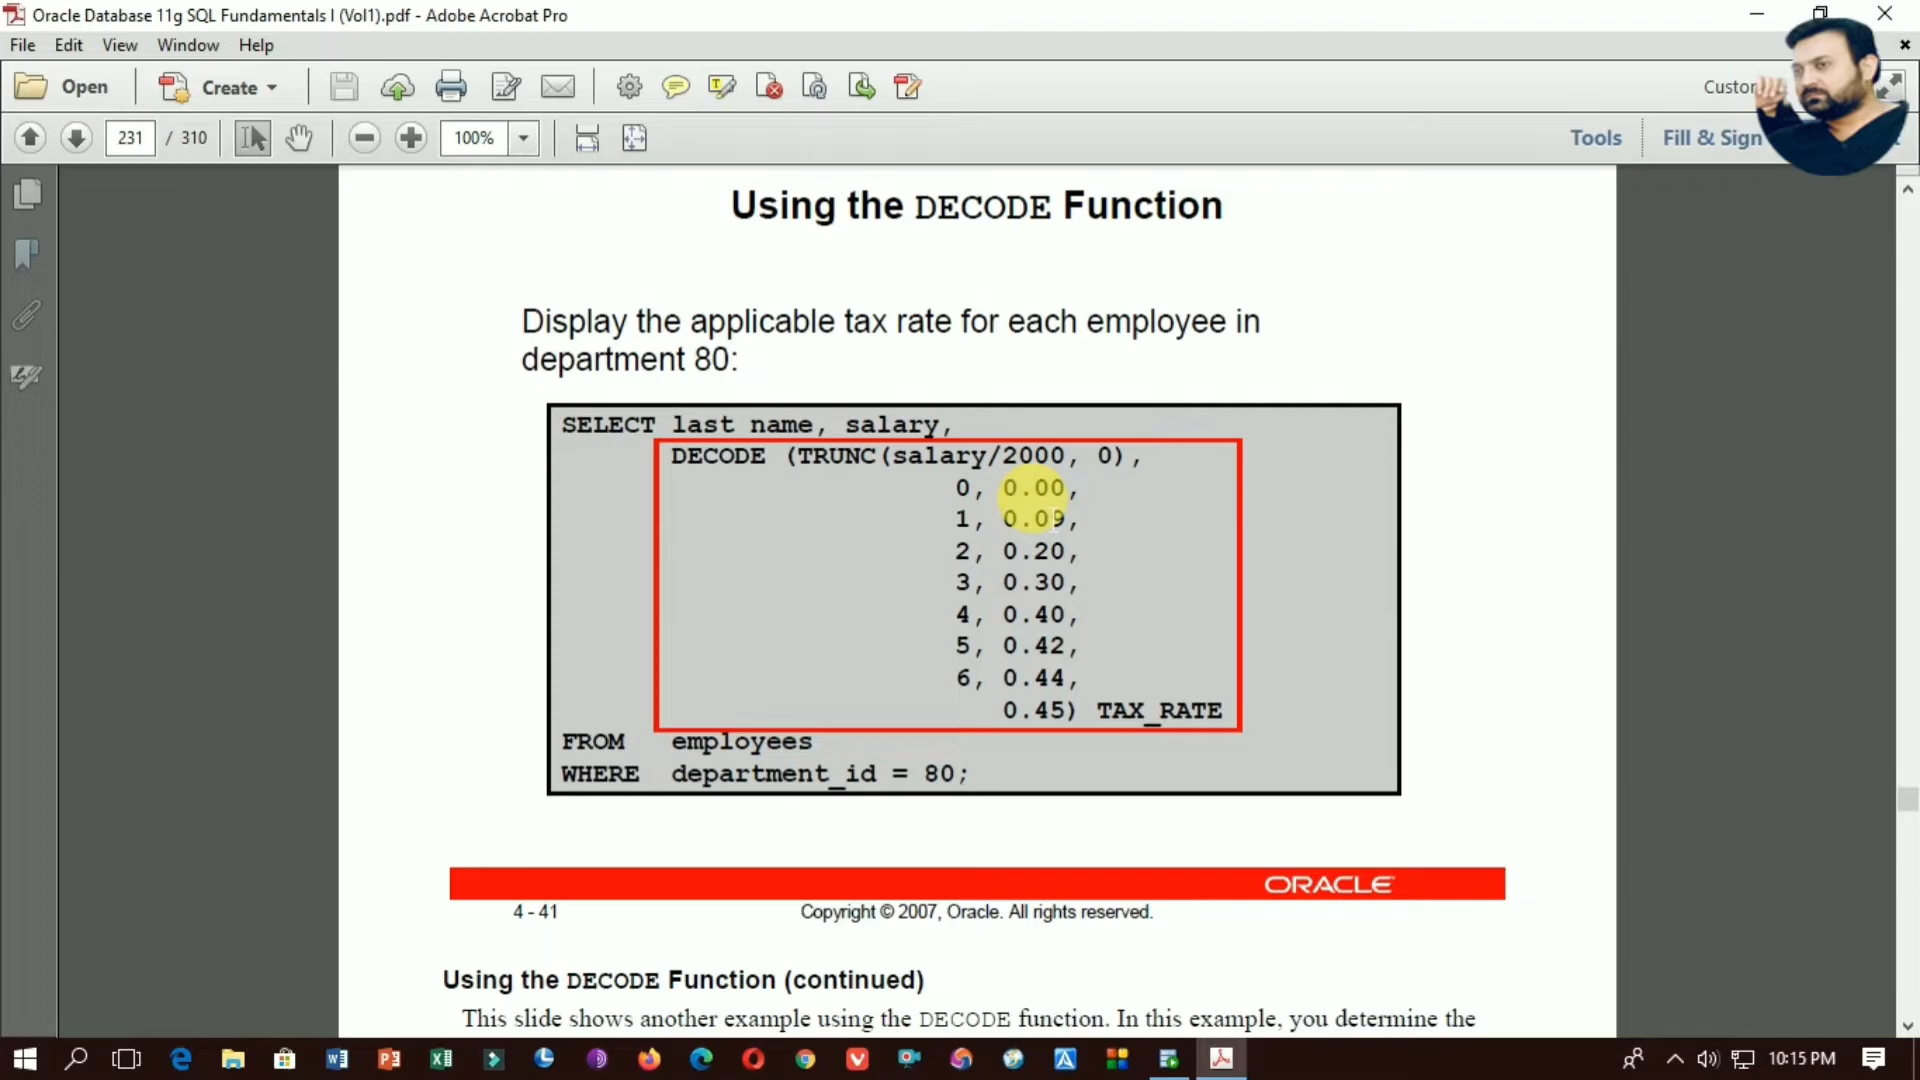 Oracle Database 11g SQL Fundamentals I (Vol1).pdf - Adobe Acrobat Pro
File Edit View Window Help
Open Create
231 / 310 100% Tools Fill & Sign
Using the DECODE Function
Display the applicable tax rate for each employee in
department 80:
SELECT last name, salary,
DECODE (TRUNC(salary/2000, 0),
0, 0.00,
1, 0.09,
2, 0.20,
3, 0.30,
4, 0.40,
5, 0.42,
6, 0.44,
0.45) TAX_RATE
FROM employees
WHERE department_id = 80;
ORACLE
4 - 41 Copyright © 2007, Oracle. All rights reserved.
Using the DECODE Function (continued)
This slide shows another example using the DECODE function. In this example, you determine the
10:15 PM